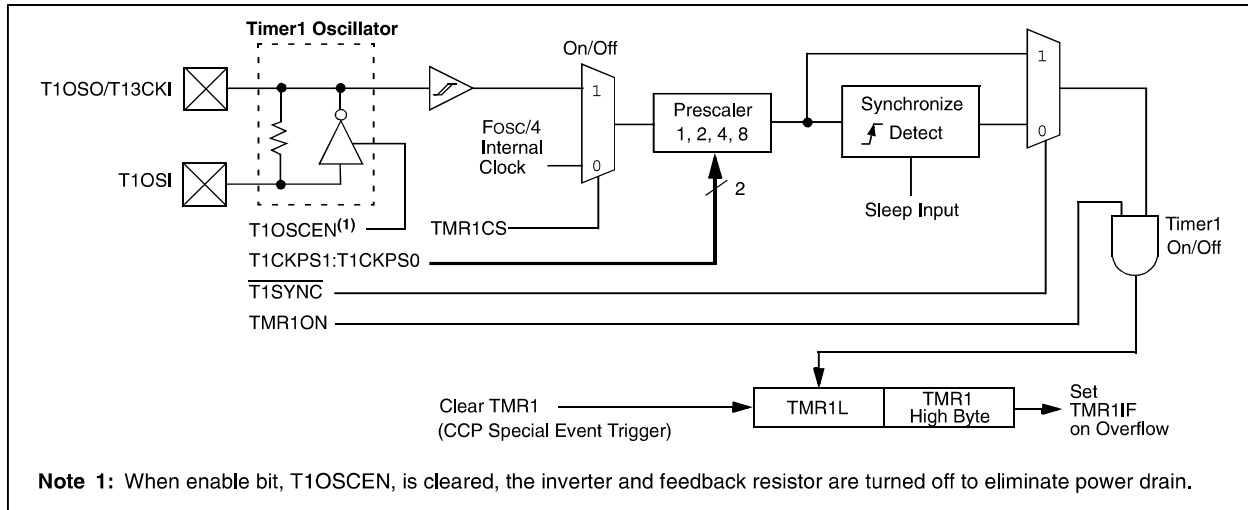 Timer1 Oscillator
T1OSO/T13CKI
T1OSI
On/Off
1
0
FOSC/4
Internal
Clock
Prescaler
1, 2, 4, 8
2
Synchronize
Detect
Sleep Input
1
0
T1OSCEN(1)
TMR1CS
T1CKPS1:T1CKPS0
T1SYNC
TMR1ON
Timer1
On/Off
Clear TMR1
(CCP Special Event Trigger)
TMR1L
TMR1
High Byte
Set
TMR1IF
on Overflow
Note 1: When enable bit, T1OSCEN, is cleared, the inverter and feedback resistor are turned off to eliminate power drain.